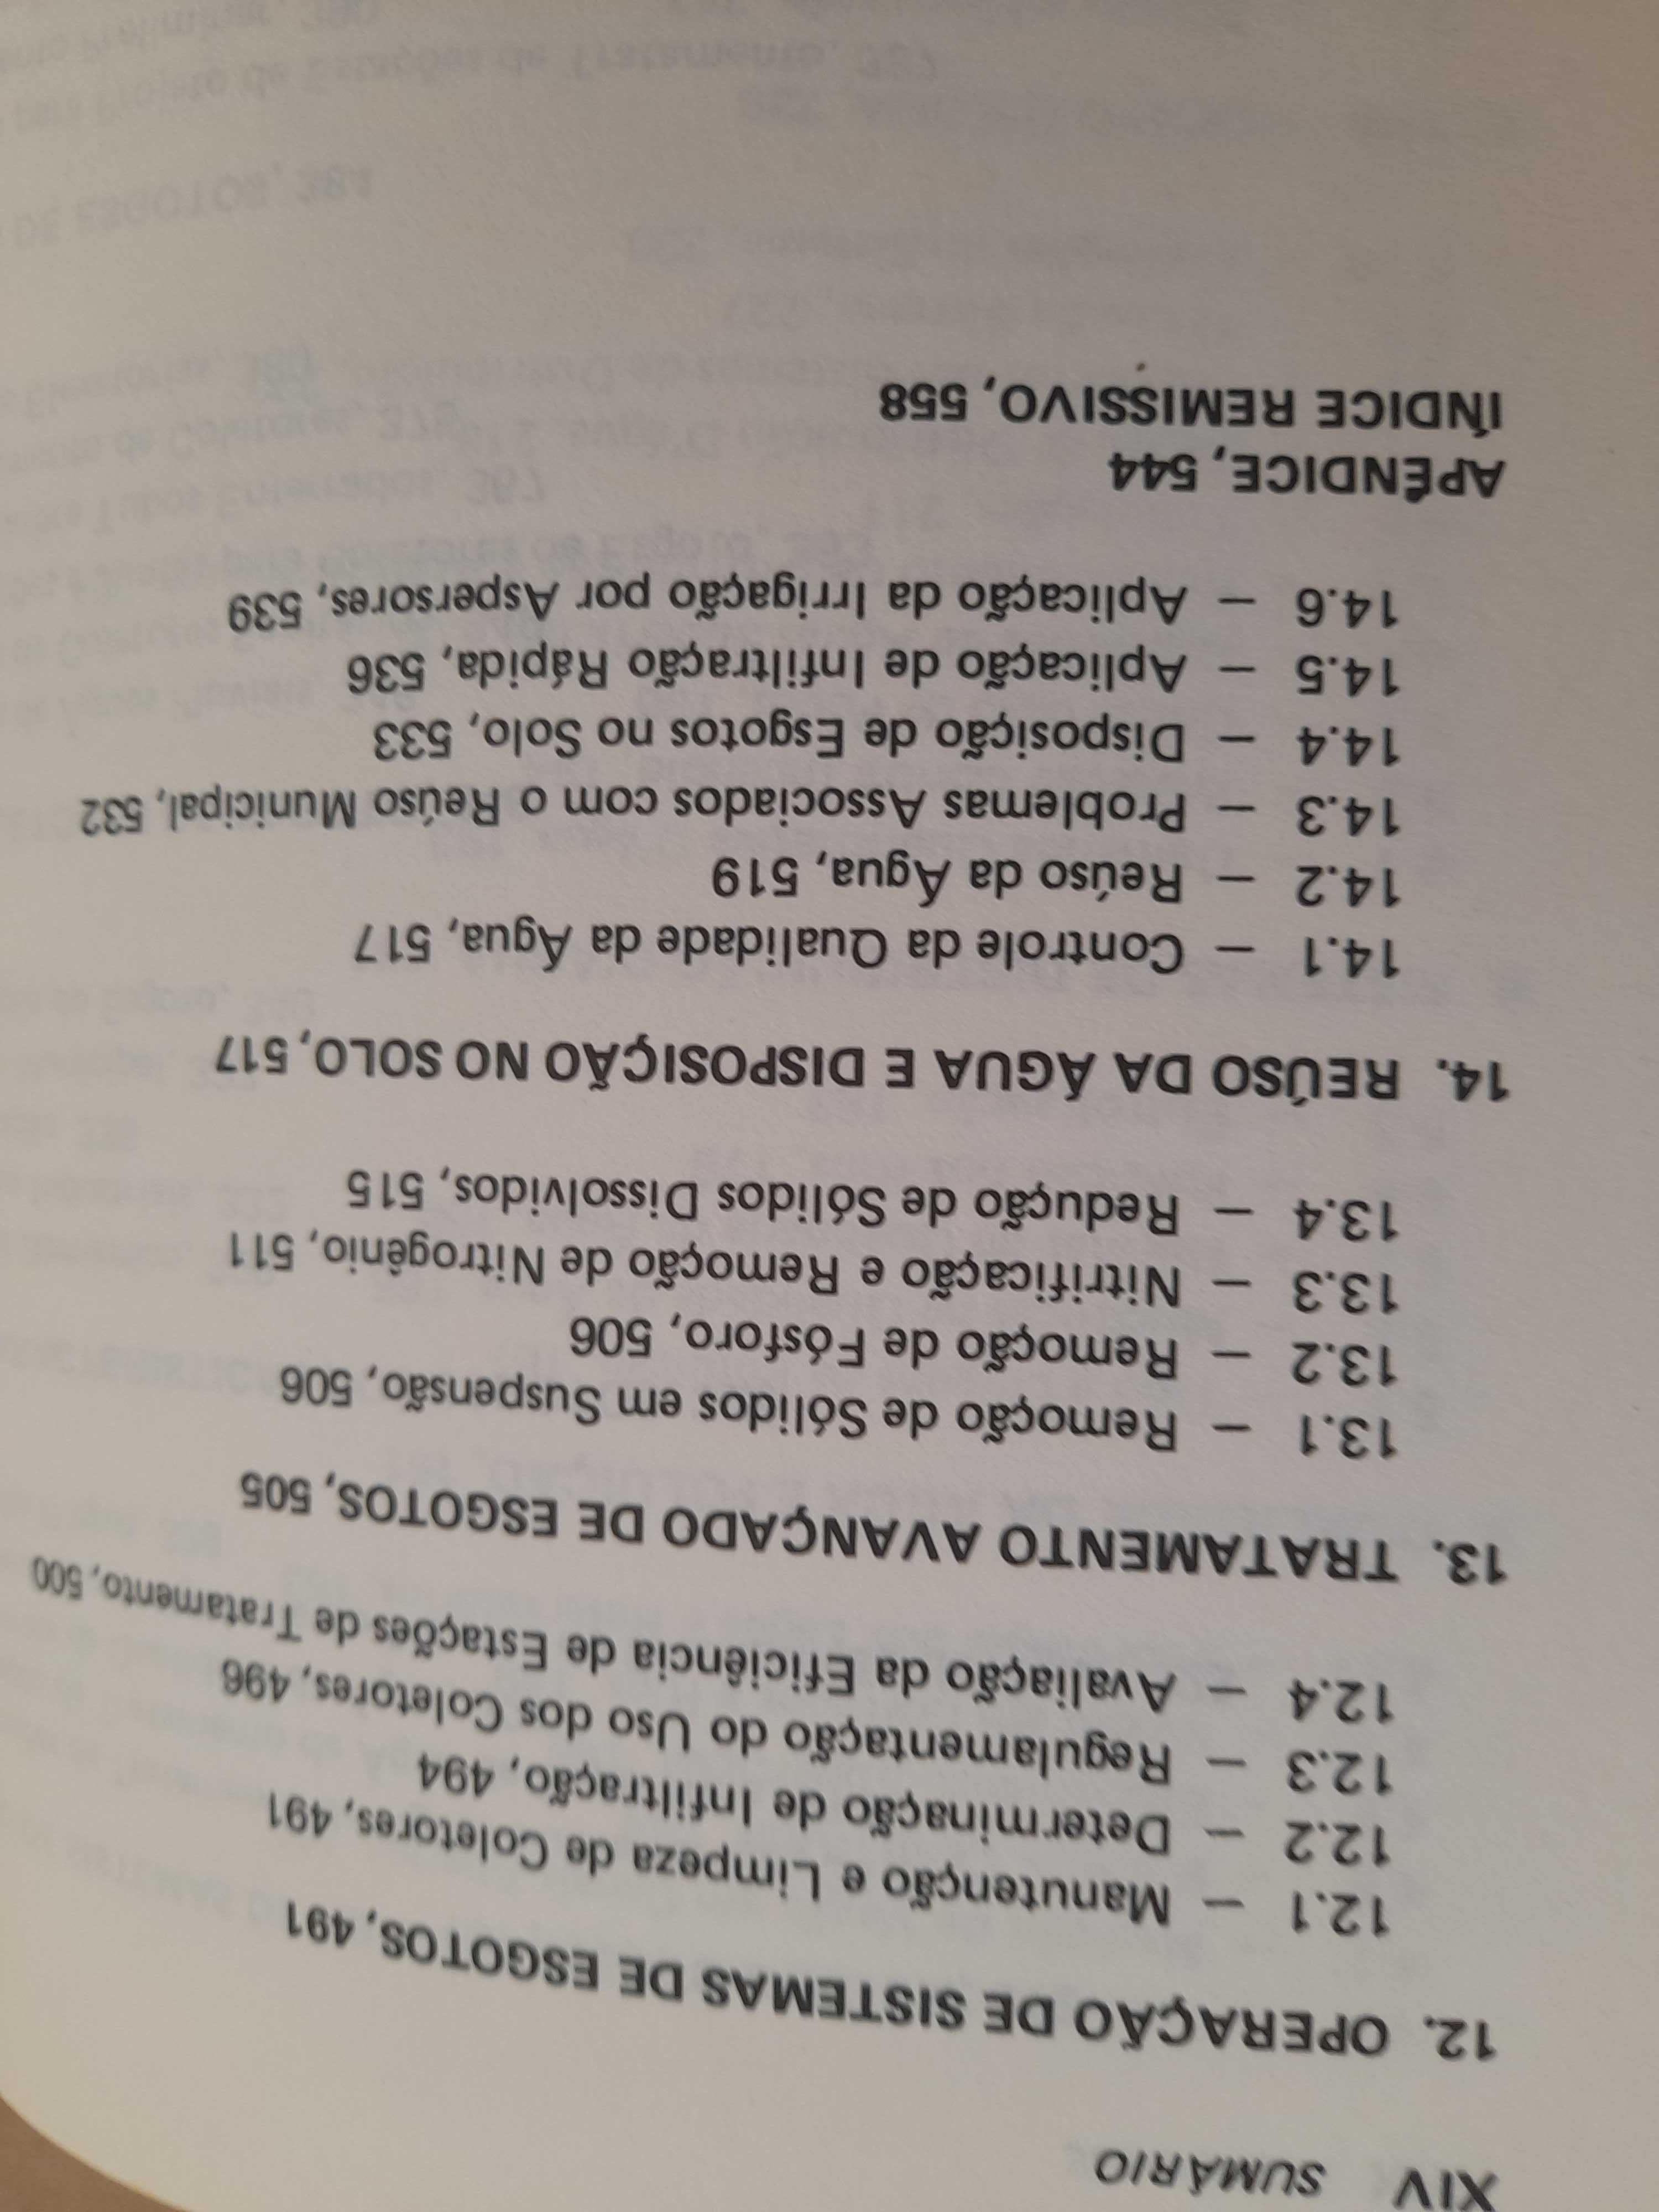 XIV SUMÁRIO
12. OPERAÇÃO DE SISTEMAS DE ESGOTOS, 491
12.1 — Manutenção e Limpeza de Coletores, 491
12.2 — Determinação de Infiltração, 494
12.3 — Regulamentação do Uso dos Coletores, 496
12.4 — Avaliação da Eficiência de Estações de Tratamento, 500
13. TRATAMENTO AVANÇADO DE ESGOTOS, 505
13.1 — Remoção de Sólidos em Suspensão, 506
13.2 — Remoção de Fósforo, 506
13.3 — Nitrificação e Remoção de Nitrogênio, 511
13.4 — Redução de Sólidos Dissolvidos, 515
14. REÚSO DA ÁGUA E DISPOSIÇÃO NO SOLO, 517
14.1 — Controle da Qualidade da Água, 517
14.2 — Reúso da Água, 519
14.3 — Problemas Associados com o Reúso Municipal, 532
14.4 — Disposição de Esgotos no Solo, 533
14.5 — Aplicação de Infiltração Rápida, 536
14.6 — Aplicação da Irrigação por Aspersores, 539
APÊNDICE, 544
ÍNDICE REMISSIVO, 558